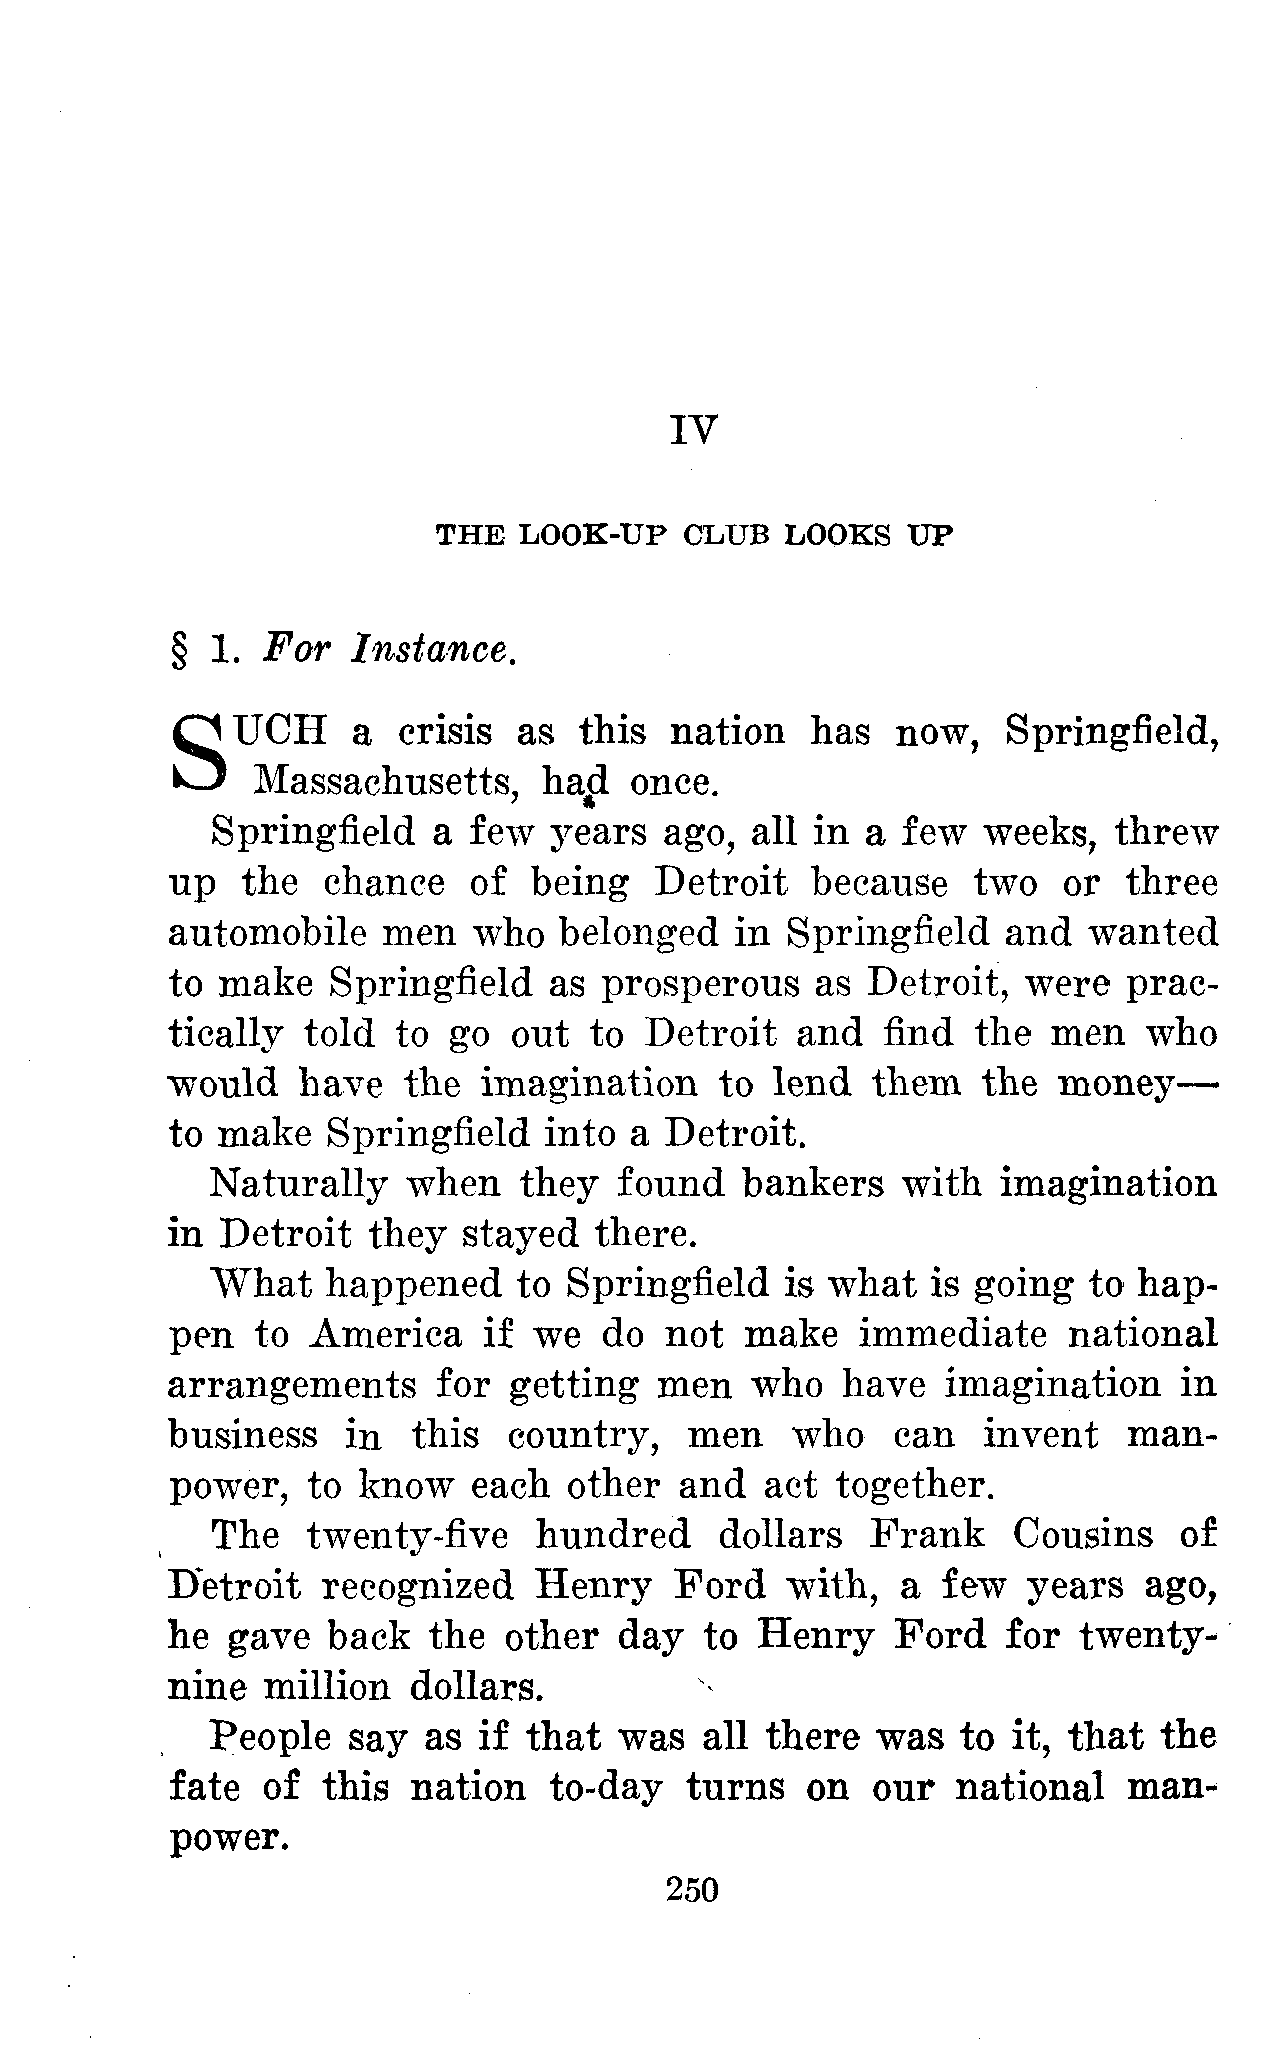 IV
THE LOOK-UP CLUB LOOKS UP
§ 1. For Instance.
SUCH a crisis as this nation has now, Springfield,
Massachusetts, had once.
Springfield a few years ago, all in a few weeks, threw
up the chance of being Detroit because two or three
automobile men who belonged in Springfield and wanted
to make Springfield as prosperous as Detroit, were prac-
tically told to go out to Detroit and find the men who
would have the imagination to lend them the money—
to make Springfield into a Detroit.
Naturally when they found bankers with imagination
in Detroit they stayed there.
What happened to Springfield is what is going to hap-
pen to America if we do not make immediate national
arrangements for getting men who have imagination in
business in this country, men who can invent man-
power, to know each other and act together.
The twenty-five hundred dollars Frank Cousins of
Detroit recognized Henry Ford with, a few years ago,
he gave back the other day to Henry Ford for twenty-
nine million dollars.
People say as if that was all there was to it, that the
fate of this nation to-day turns on our national man-
power.
250